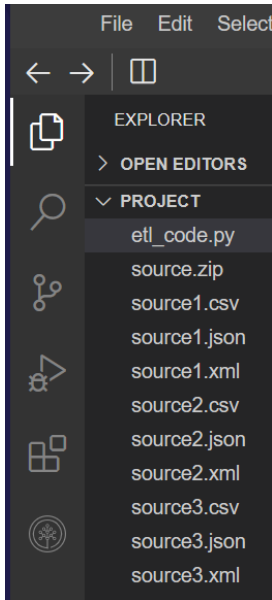 File Edit Select
EXPLORER
OPEN EDITORS
PROJECT
etl_code.py
source.zip
source1.csv
source1.json
source1.xml
source2.csv
source2.json
source2.xml
source3.csv
source3.json
source3.xml